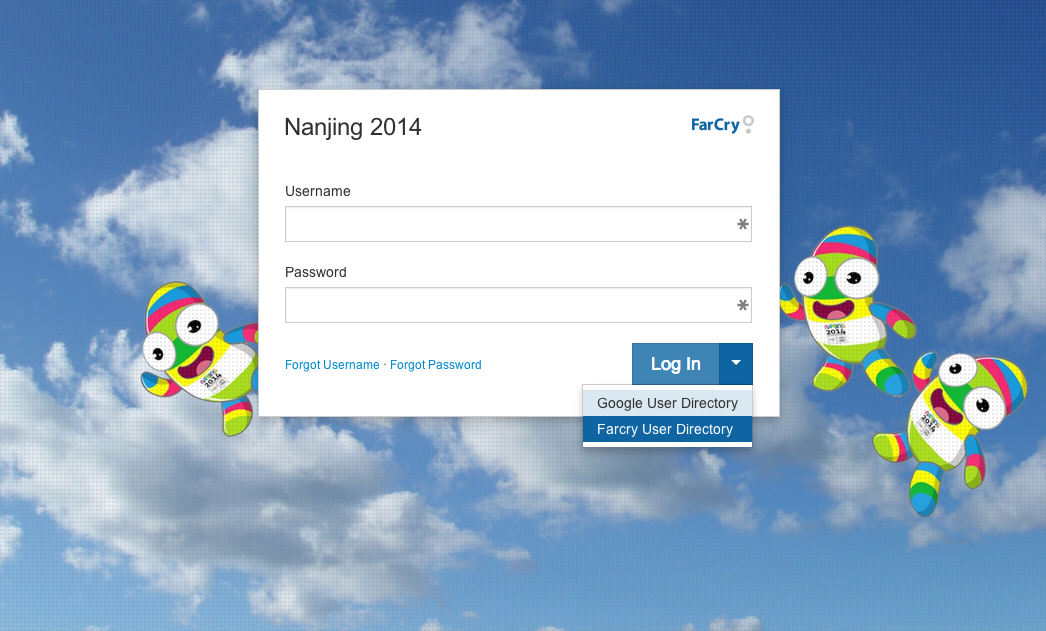 Nanjing 2014
FarCry
Username
Password
Forgot Username · Forgot Password
Log In
Google User Directory
Farcry User Directory
2014
2014
2014